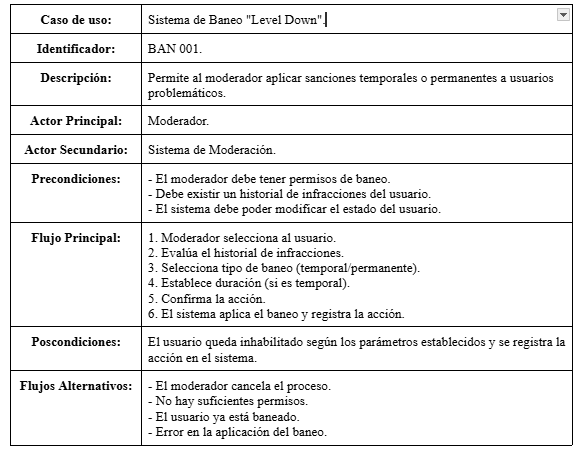 Caso de uso: Sistema de Baneo "Level Down".
Identificador: BAN 001.
Descripción: Permite al moderador aplicar sanciones temporales o permanentes a usuarios
problemáticos.
Actor Principal: Moderador.
Actor Secundario: Sistema de Moderación.
Precondiciones: - El moderador debe tener permisos de baneo.
- Debe existir un historial de infracciones del usuario.
- El sistema debe poder modificar el estado del usuario.
Flujo Principal: 1. Moderador selecciona al usuario.
2. Evalúa el historial de infracciones.
3. Selecciona tipo de baneo (temporal/permanente).
4. Establece duración (si es temporal).
5. Confirma la acción.
6. El sistema aplica el baneo y registra la acción.
Poscondiciones: El usuario queda inhabilitado según los parámetros establecidos y se registra la
acción en el sistema.
Flujos Alternativos: - El moderador cancela el proceso.
- No hay suficientes permisos.
- El usuario ya está baneado.
- Error en la aplicación del baneo.